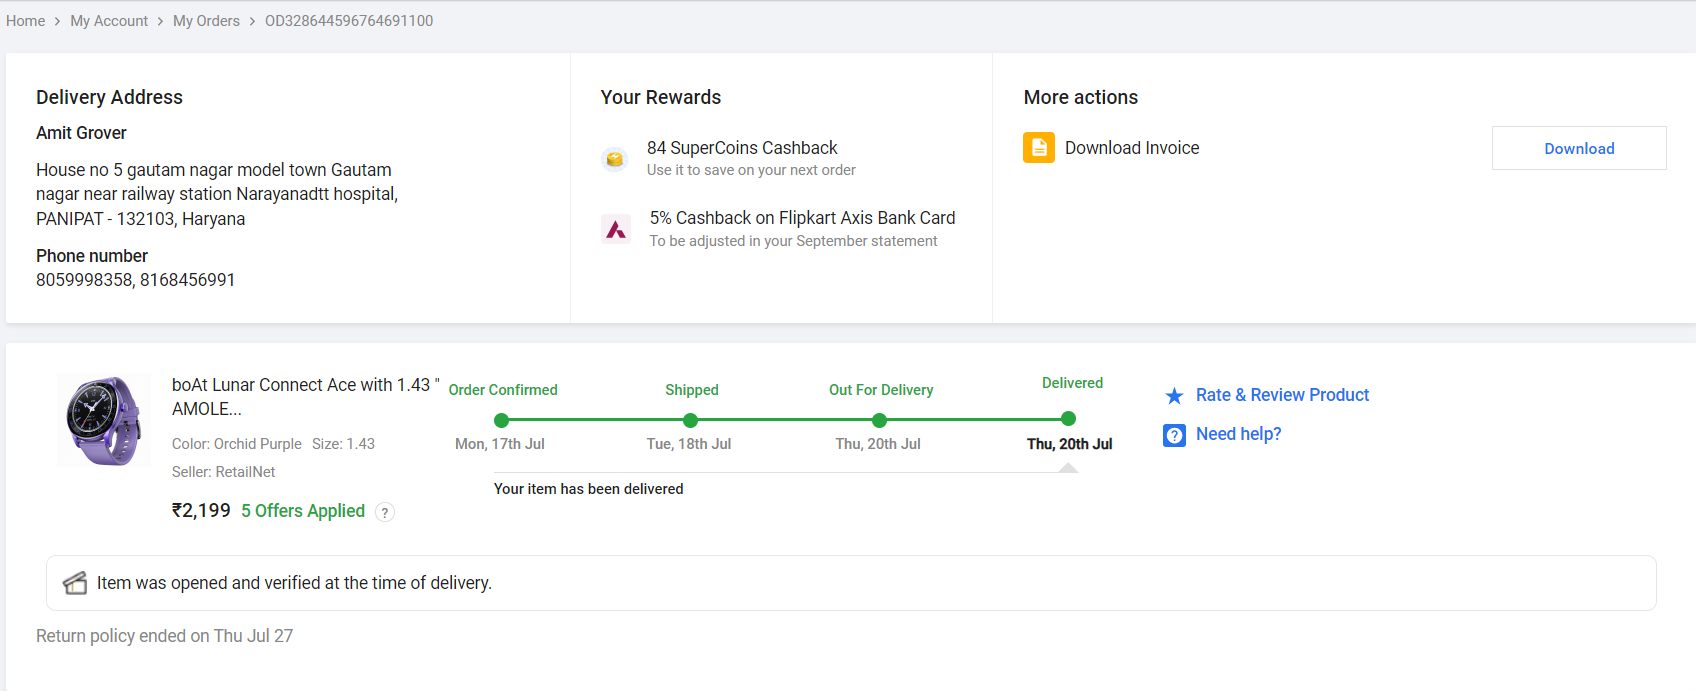 Home > My Account > My Orders > OD328644596764691100
Delivery Address
Amit Grover
House no 5 gautam nagar model town Gautam
nagar near railway station Narayanadtt hospital,
PANIPAT - 132103, Haryana
Phone number
8059998358, 8168456991
Your Rewards
84 SuperCoins Cashback
Use it to save on your next order
5% Cashback on Flipkart Axis Bank Card
To be adjusted in your September statement
More actions
Download Invoice
Download
boAt Lunar Connect Ace with 1.43 "
AMOLE...
Color: Orchid Purple Size: 1.43
Seller: RetailNet
₹2,199 5 Offers Applied ?
Order Confirmed
Mon, 17th Jul
Shipped
Tue, 18th Jul
Out For Delivery
Thu, 20th Jul
Delivered
Thu, 20th Jul
Your item has been delivered
Rate & Review Product
? Need help?
Item was opened and verified at the time of delivery.
Return policy ended on Thu Jul 27